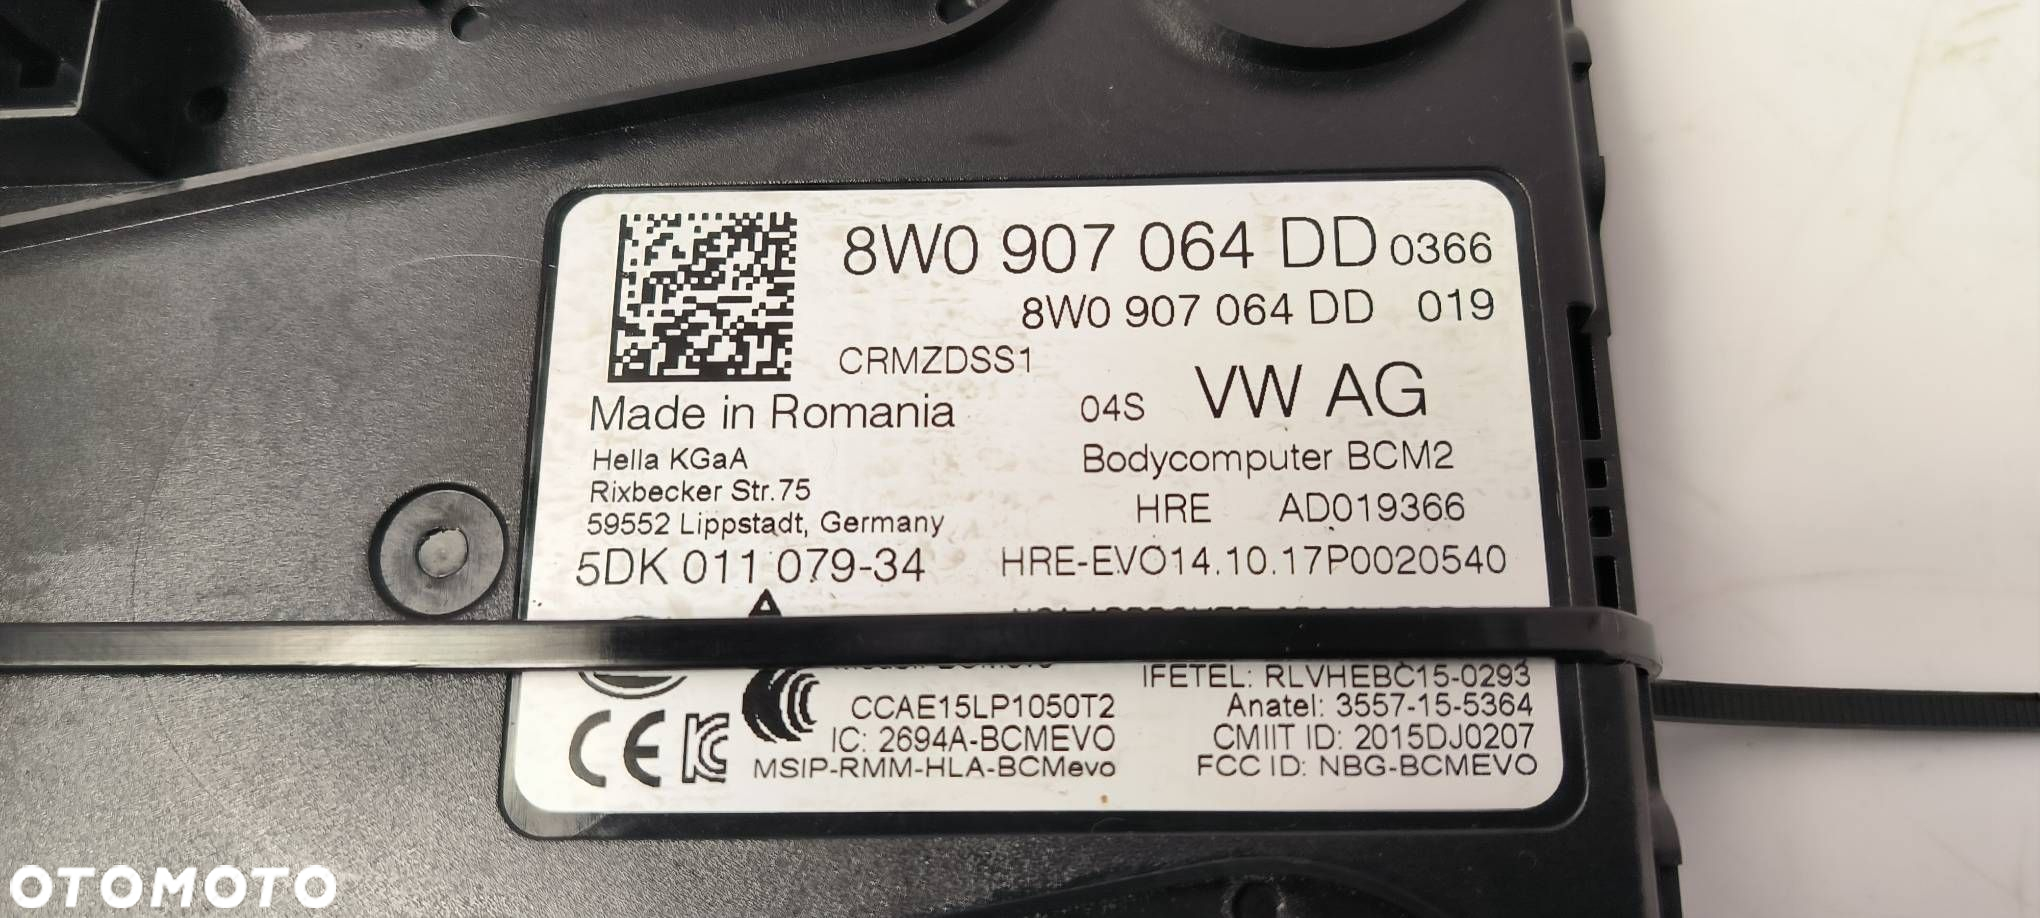 8W0 907 064 DD 0366
8W0 907 064 DD 019
CRMZDSS1
Made in Romania 04S VW AG
Hella KGaA Bodycomputer BCM2
Rixbecker Str.75
HRE AD019366
59552 Lippstadt, Germany
5DK 011 079-34 HRE-EVO14.10.17P0020540
IFETEL: RLVHEBC15-0293
CCAE15LP1050T2 Anatel: 3557-15-5364
IC: 2694A-BCMEVO CMIIT ID: 2015DJ0207
CE MSIP-RMM-HLA-BCMevo FCC ID: NBG-BCMEVO
OTOMOTO